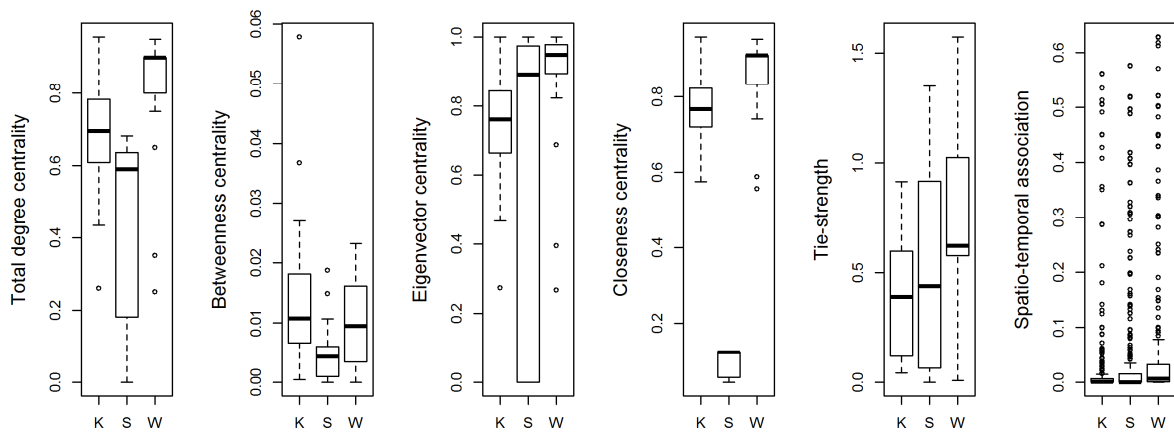 Total degree centrality
0.0
0.2
0.4
0.6
0.8
K S W
Betweenness centrality
0.00
0.01
0.02
0.03
0.04
0.05
0.06
K S W
Eigenvector centrality
0.0
0.2
0.4
0.6
0.8
1.0
K S W
Closeness centrality
0.2
0.4
0.6
0.8
K S W
Tie-strength
0.0
0.5
1.0
1.5
K S W
Spatio-temporal association
0.0
0.1
0.2
0.3
0.4
0.5
0.6
K S W